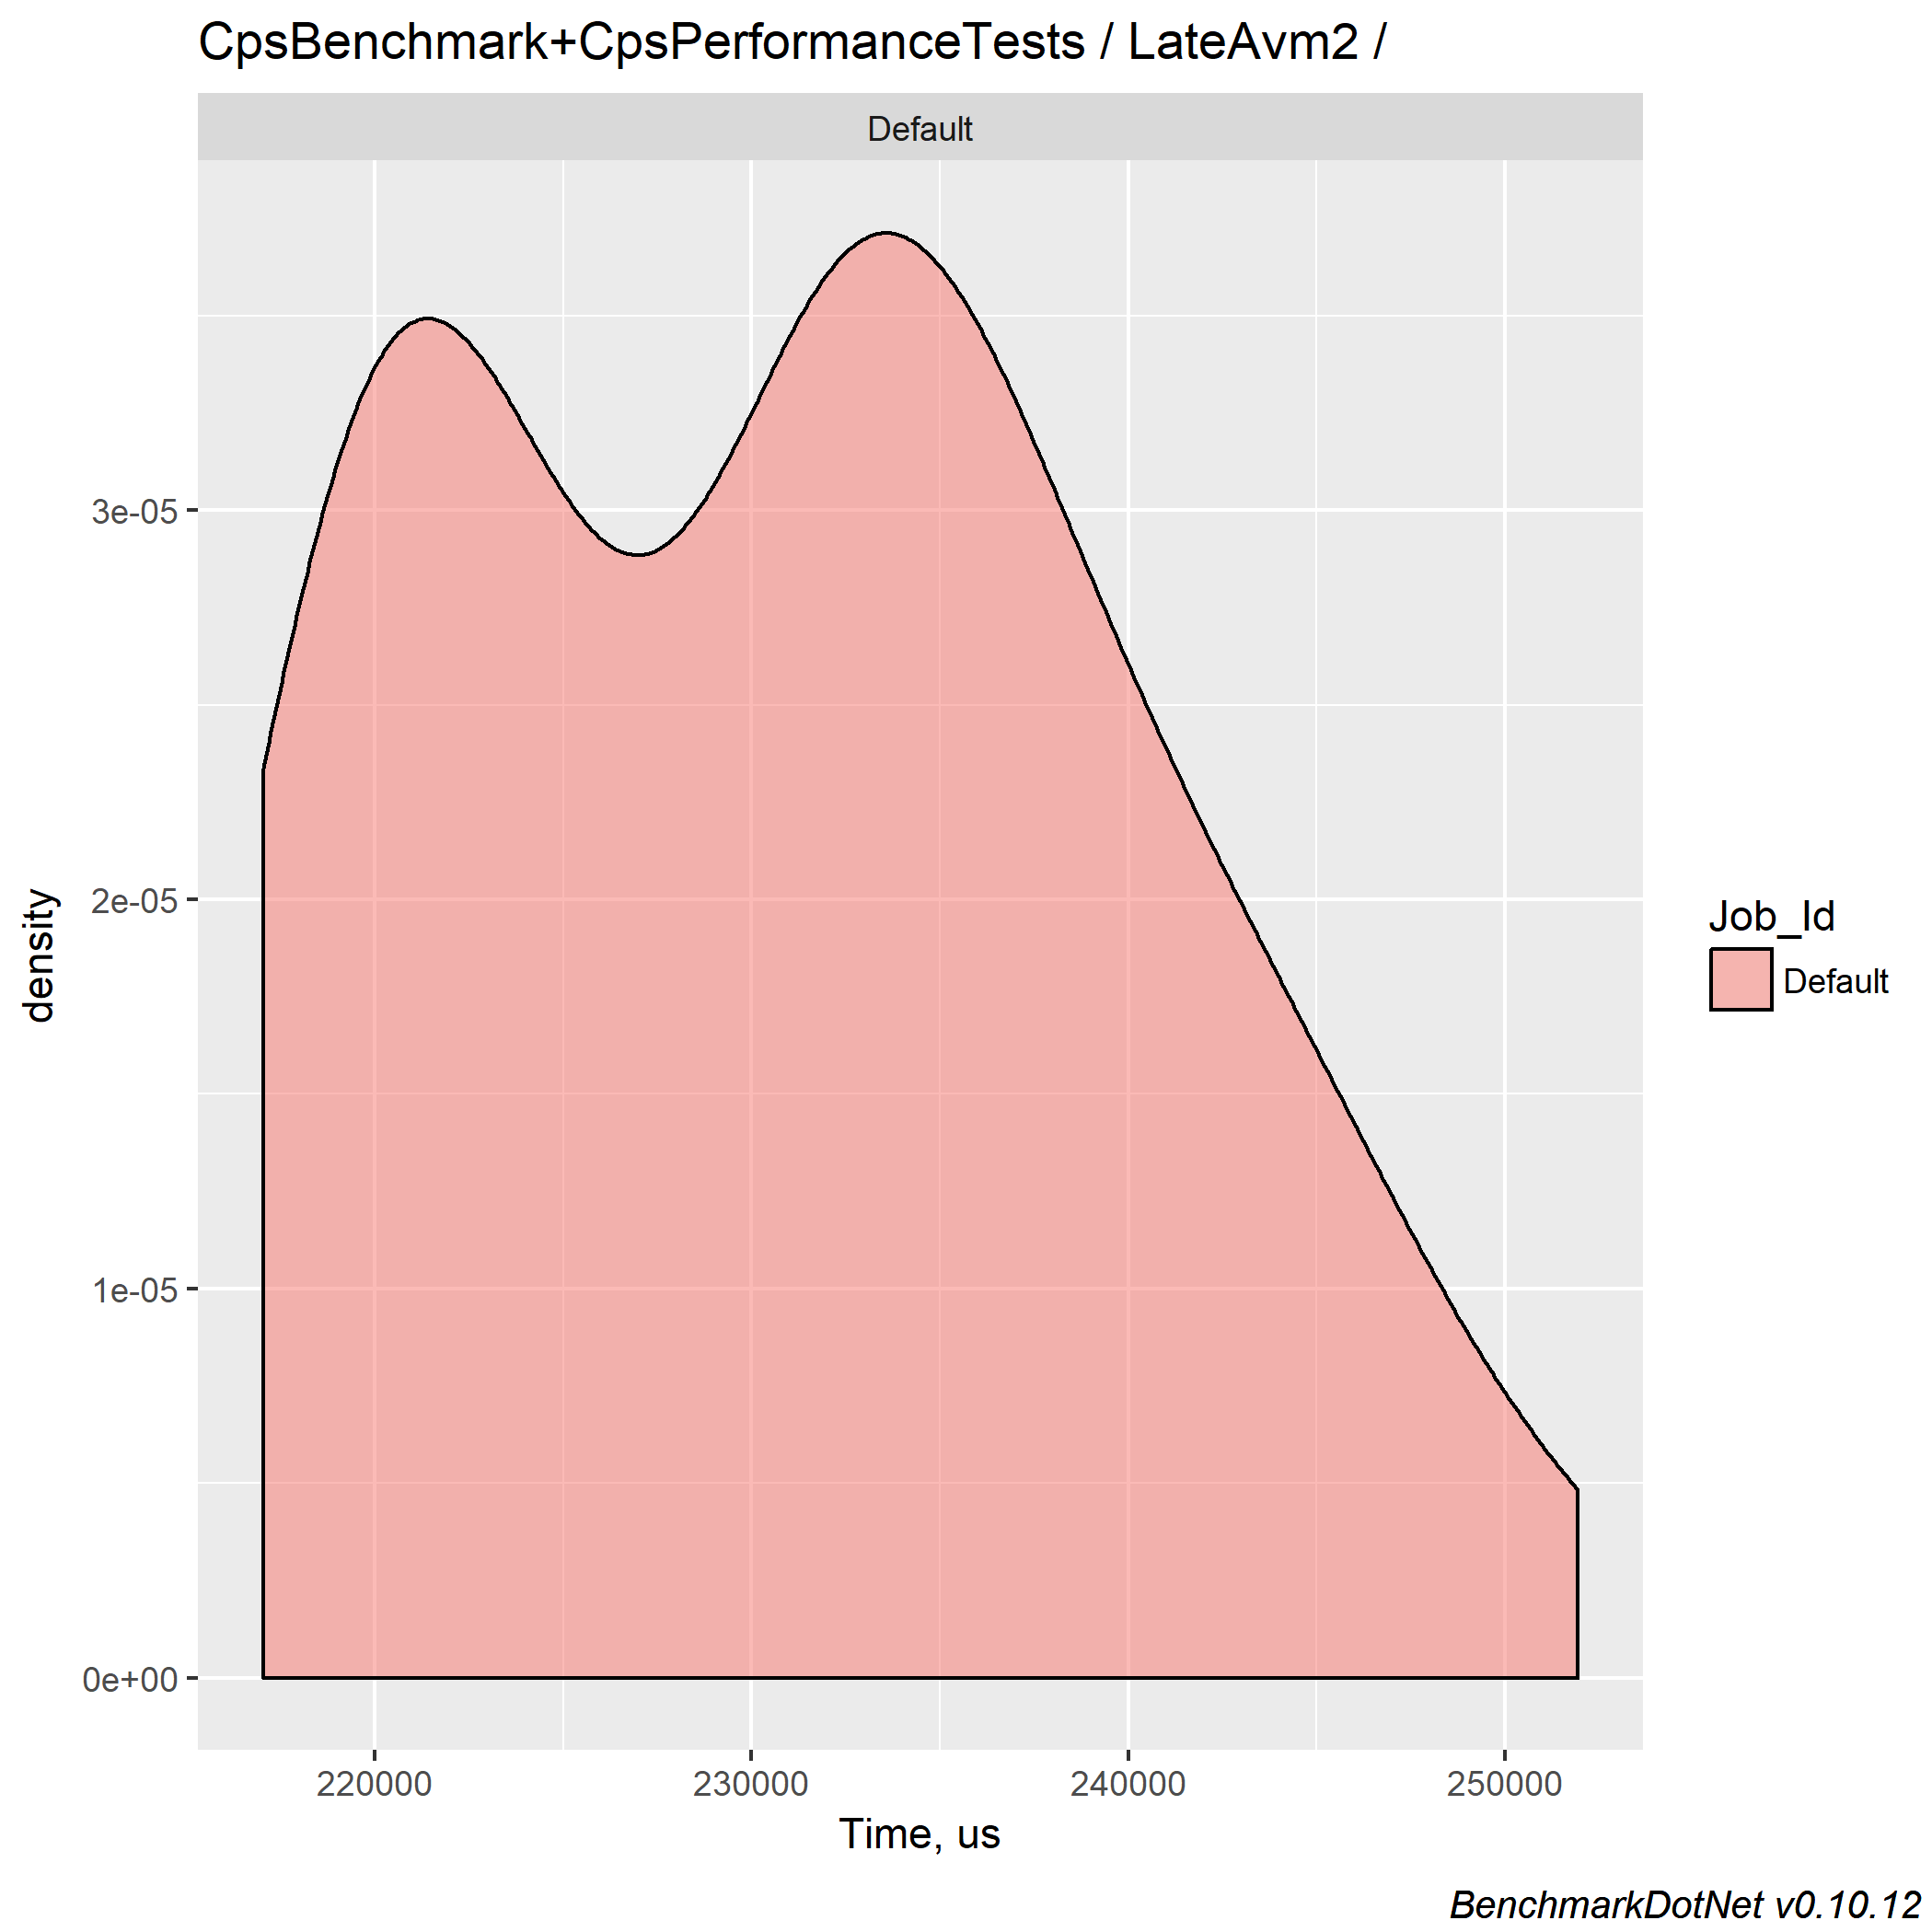 CpsBenchmark+CpsPerformanceTests / LateAvm2 /
Default
3e-05
2e-05
1e-05
0e+00
density
220000 230000 240000 250000
Time, us
Job_Id
Default
BenchmarkDotNet v0.10.12